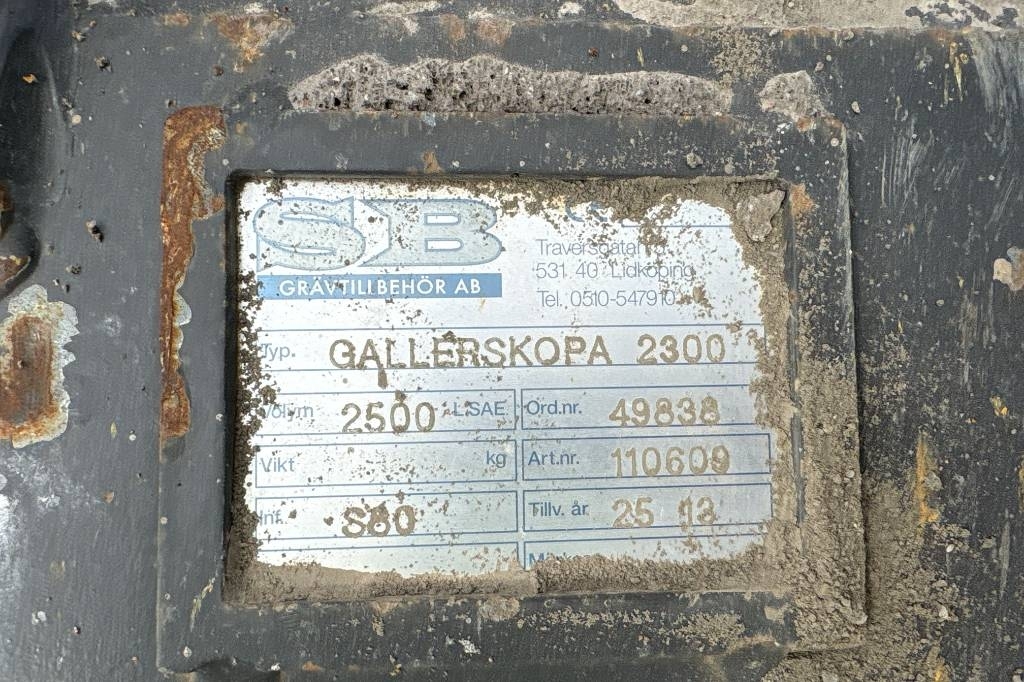 SB
GRÄVTILLBEHÖR AB
531 40 Lidköping
Tel. 0510-547910
Typ. GALLERSKOPA 2300
Volym 2500 L.SAE Ord.nr. 49838
Vikt kg Art.nr. 110609
Inf. S80 Tillv. år 25 13